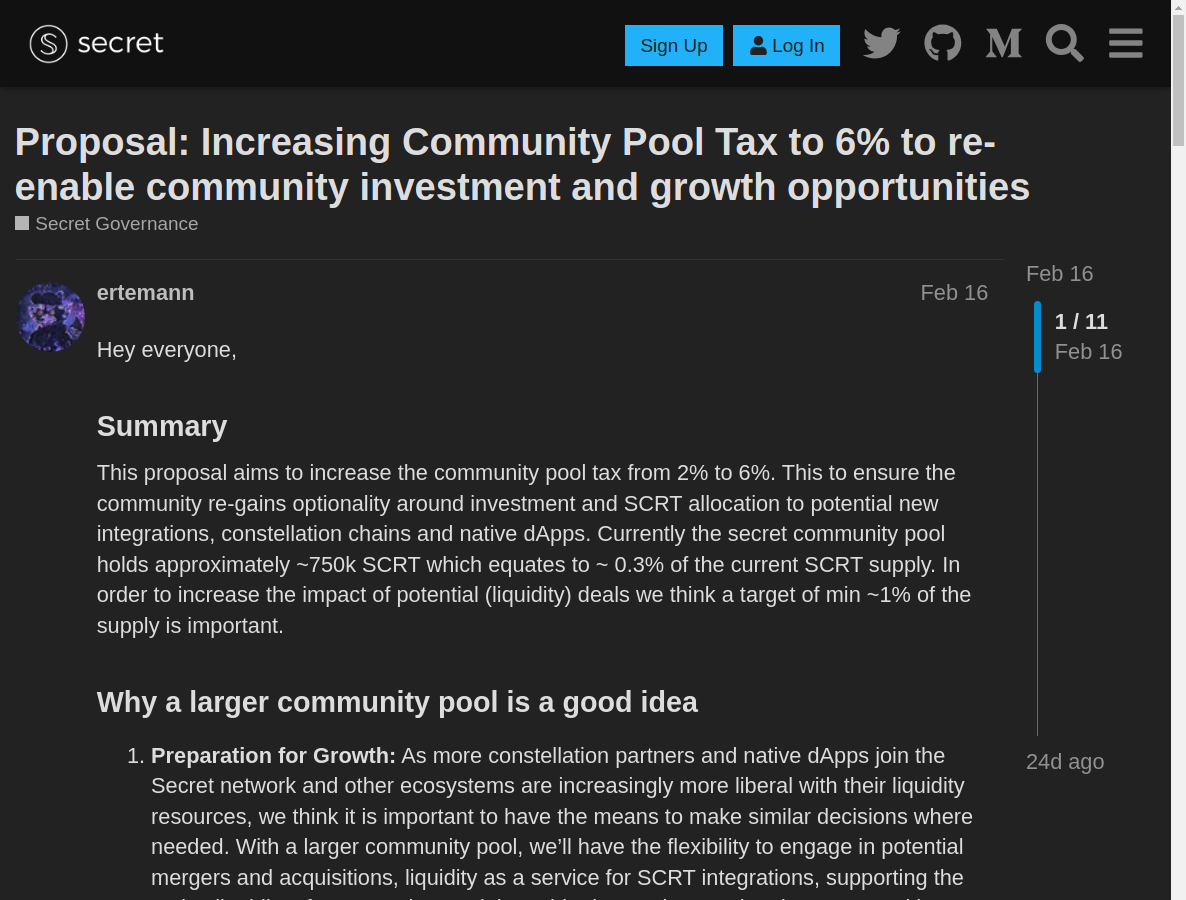 secret
Sign Up
Log In
Proposal: Increasing Community Pool Tax to 6% to re-
enable community investment and growth opportunities
Secret Governance
ertemann
Feb 16
Hey everyone,
Summary
This proposal aims to increase the community pool tax from 2% to 6%. This to ensure the
community re-gains optionality around investment and SCRT allocation to potential new
integrations, constellation chains and native dApps. Currently the secret community pool
holds approximately ~750k SCRT which equates to ~ 0.3% of the current SCRT supply. In
order to increase the impact of potential (liquidity) deals we think a target of min ~1% of the
supply is important.
Why a larger community pool is a good idea
1. Preparation for Growth: As more constellation partners and native dApps join the
Secret network and other ecosystems are increasingly more liberal with their liquidity
resources, we think it is important to have the means to make similar decisions where
needed. With a larger community pool, we’ll have the flexibility to engage in potential
mergers and acquisitions, liquidity as a service for SCRT integrations, supporting the
Feb 16
1 / 11
Feb 16
24d ago